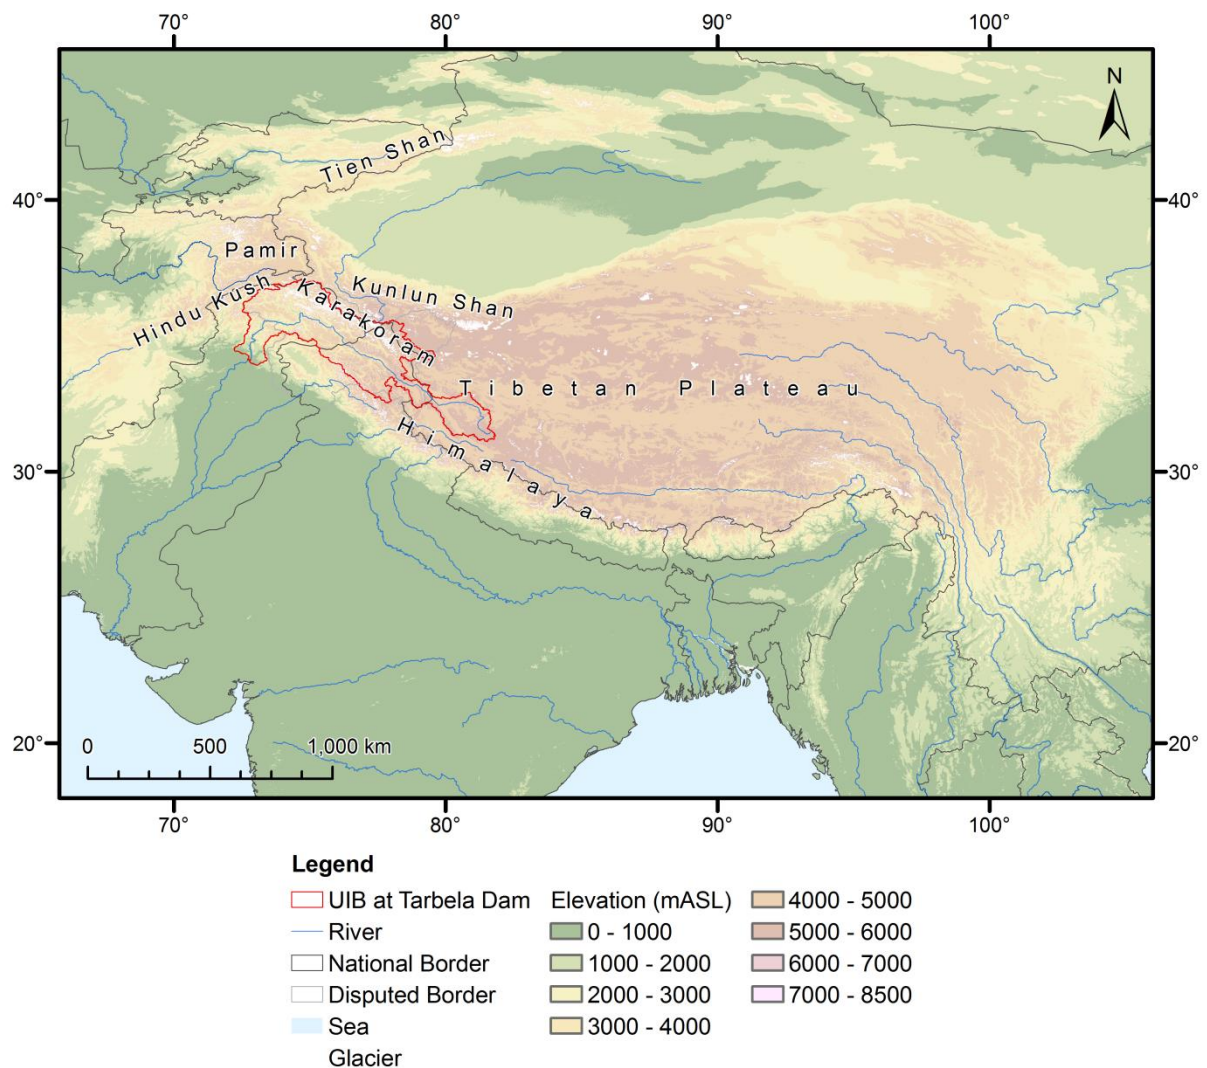 70° 80° 90° 100°
N
Tien Shan
40° 40°
Pamir
Kunlun Shan
Hindu Kush
Karakoram
Tibetan Plateau
Himalaya
30° 30°
20° 20°
0 500 1,000 km
70° 80° 90° 100°
Legend
UIB at Tarbela Dam
River
National Border
Disputed Border
Sea
Glacier
Elevation (mASL)
0 - 1000
1000 - 2000
2000 - 3000
3000 - 4000
4000 - 5000
5000 - 6000
6000 - 7000
7000 - 8500